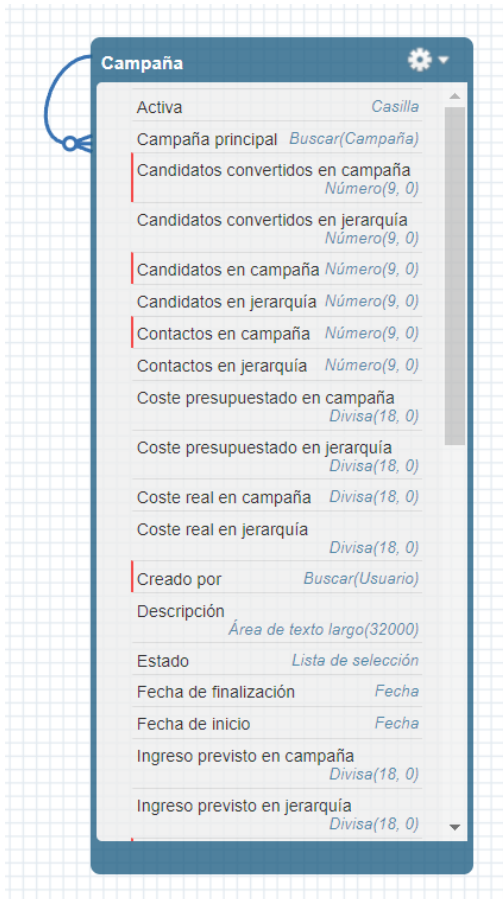 Campaña
Activa Casilla
Campaña principal Buscar(Campaña)
Candidatos convertidos en campaña
Número(9, 0)
Candidatos convertidos en jerarquía
Número(9, 0)
Candidatos en campaña Número(9, 0)
Candidatos en jerarquía Número(9, 0)
Contactos en campaña Número(9, 0)
Contactos en jerarquía Número(9, 0)
Coste presupuestado en campaña
Divisa(18, 0)
Coste presupuestado en jerarquía
Divisa(18, 0)
Coste real en campaña Divisa(18, 0)
Coste real en jerarquía
Divisa(18, 0)
Creado por Buscar(Usuario)
Descripción
Área de texto largo(32000)
Estado Lista de selección
Fecha de finalización Fecha
Fecha de inicio Fecha
Ingreso previsto en campaña
Divisa(18, 0)
Ingreso previsto en jerarquía
Divisa(18, 0)